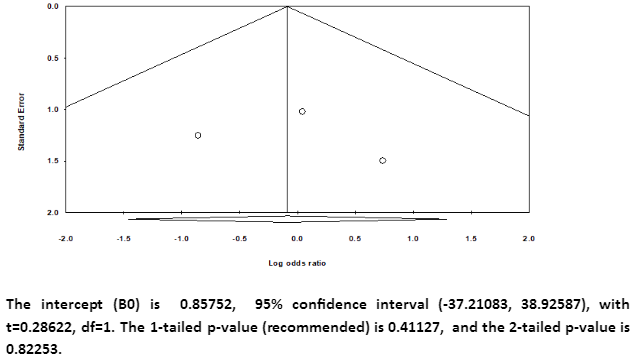 0.0
0.5
1.0
1.5
2.0
Standard Error
-2.0 -1.5 -1.0 -0.5 0.0 0.5 1.0 1.5 2.0
Log odds ratio
The intercept (B0) is 0.85752, 95% confidence interval (-37.21083, 38.92587), with
t=0.28622, df=1. The 1-tailed p-value (recommended) is 0.41127, and the 2-tailed p-value is
0.82253.